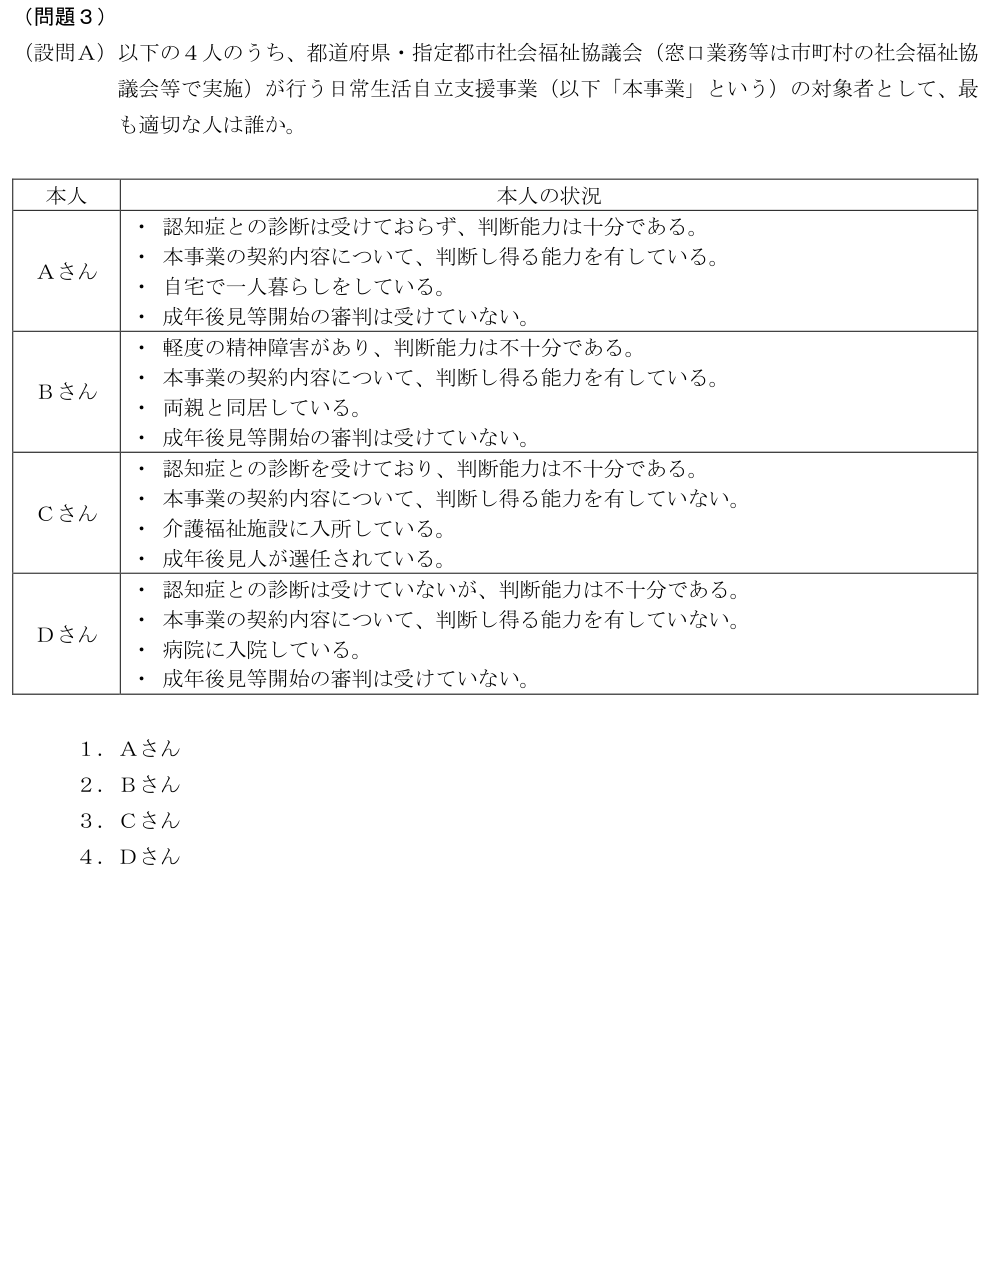 （問題３）
（設問Ａ）以下の４人のうち、都道府県・指定都市社会福祉協議会（窓口業務等は市町村の社会福祉協
議会等で実施）が行う日常生活自立支援事業（以下「本事業」という）の対象者として、最
も適切な人は誰か。
本人　本人の状況
Ａさん
・ 認知症との診断は受けておらず、判断能力は十分である。
・ 本事業の契約内容について、判断し得る能力を有している。
・ 自宅で一人暮らしをしている。
・ 成年後見等開始の審判は受けていない。
Ｂさん
・ 軽度の精神障害があり、判断能力は不十分である。
・ 本事業の契約内容について、判断し得る能力を有している。
・ 両親と同居している。
・ 成年後見等開始の審判は受けていない。
Ｃさん
・ 認知症との診断を受けており、判断能力は不十分である。
・ 本事業の契約内容について、判断し得る能力を有していない。
・ 介護福祉施設に入所している。
・ 成年後見人が選任されている。
Ｄさん
・ 認知症との診断は受けていないが、判断能力は不十分である。
・ 本事業の契約内容について、判断し得る能力を有していない。
・ 病院に入院している。
・ 成年後見等開始の審判は受けていない。
１．Ａさん
２．Ｂさん
３．Ｃさん
４．Ｄさん